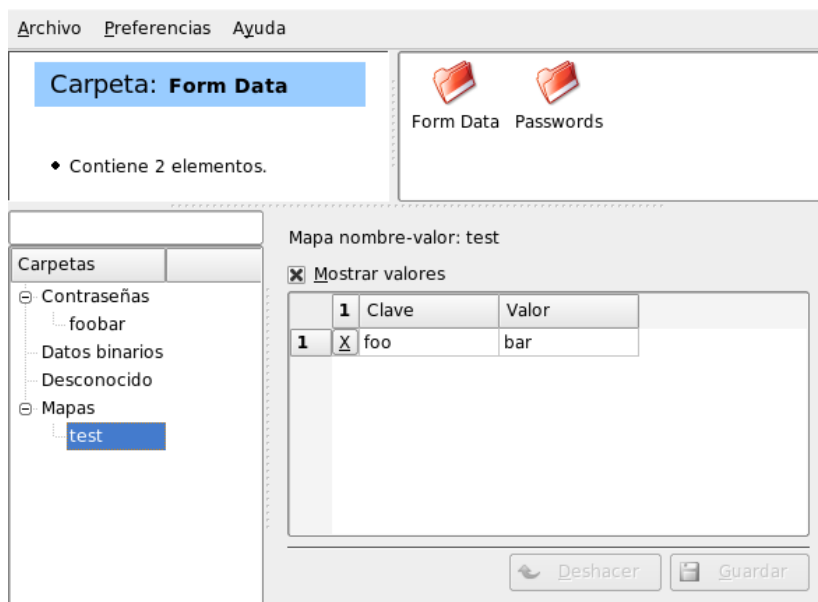 Archivo Preferencias Ayuda
Carpeta: Form Data
• Contiene 2 elementos.
Form Data Passwords
Carpetas
Contraseñas
foobar
Datos binarios
Desconocido
Mapas
test
Mapa nombre-valor: test
Mostrar valores
1 Clave Valor
1 X foo bar
Deshacer Guardar